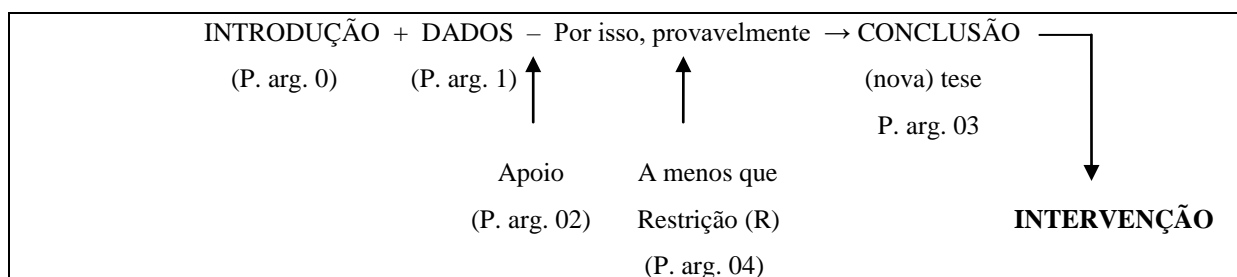 INTRODUÇÃO + DADOS – Por isso, provavelmente → CONCLUSÃO
(P. arg. 0) (P. arg. 1) (nova) tese
P. arg. 03
Apoio A menos que
(P. arg. 02) Restrição (R) INTERVENÇÃO
(P. arg. 04)